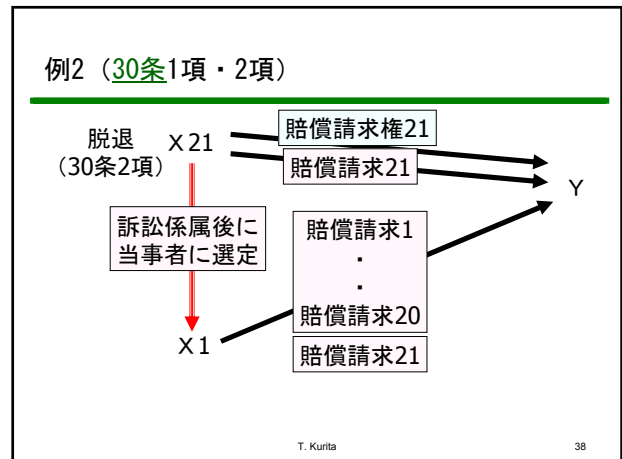 例2（30条1項・2項）
脱退
（30条2項）
X21
賠償請求権21
賠償請求21
Y
訴訟係属後に
当事者に選定
賠償請求1
・
・
賠償請求20
賠償請求21
X1
T. Kurita
38